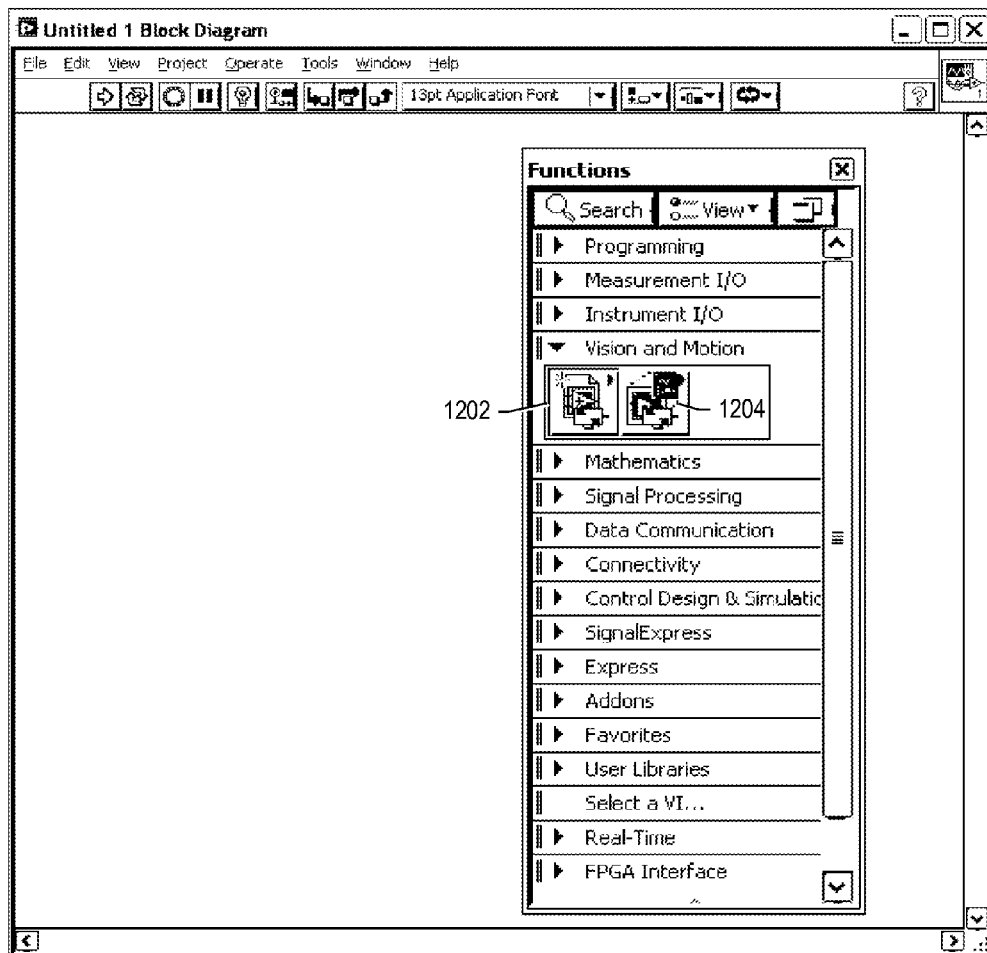 Untitled 1 Block Diagram
File Edit View Project Operate Tools Window Help
13pt Application Font
?
1
Functions
Search View
Programming
Measurement I/O
Instrument I/O
Vision and Motion
1202
1204
Mathematics
Signal Processing
Data Communication
Connectivity
Control Design & Simulatio
SignalExpress
Express
Addons
Favorites
User Libraries
Select a VI...
Real-Time
FPGA Interface